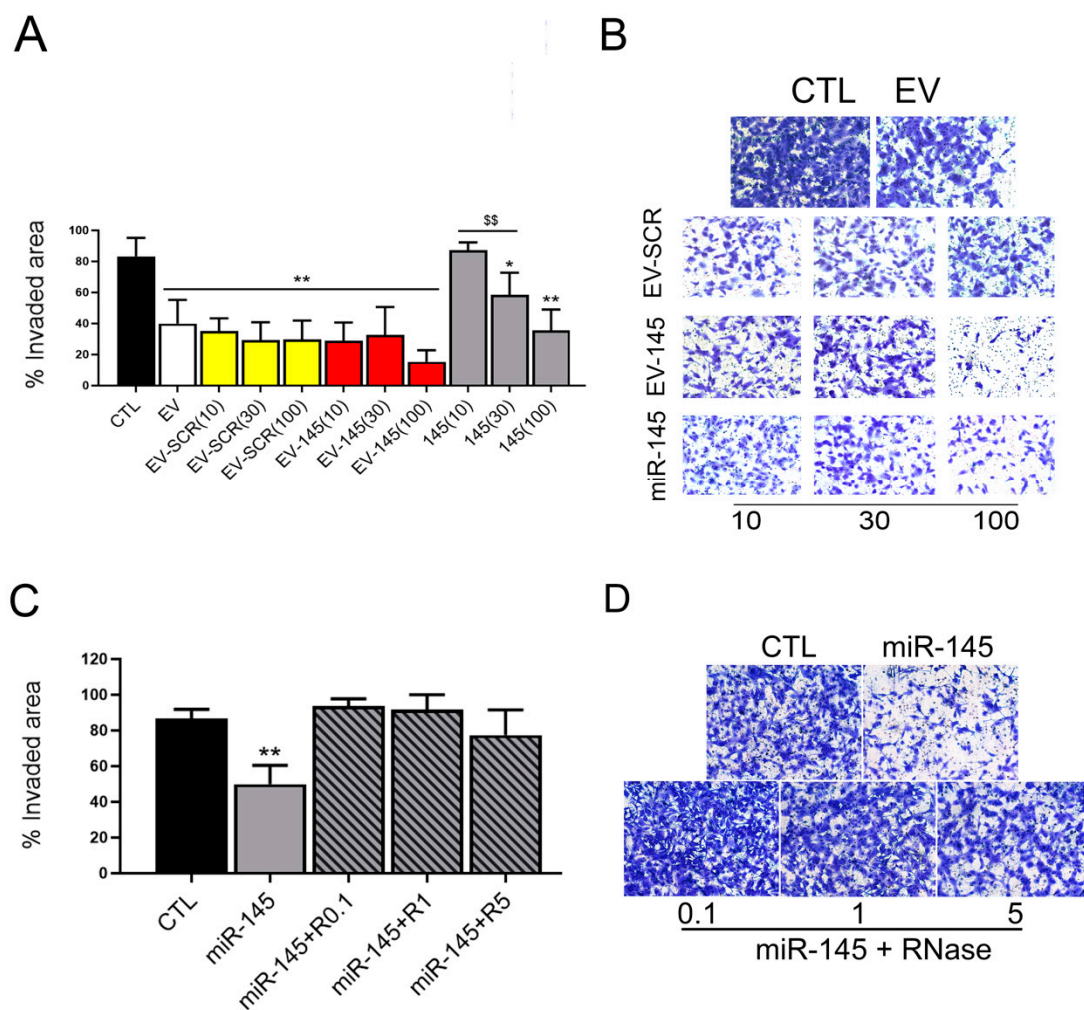 A
% Invaded area
100
80
60
40
20
0
**
$$
*
**
CTL
EV
EV-SCR(10)
EV-SCR(30)
EV-SCR(100)
EV-145(10)
EV-145(30)
EV-145(100)
145(10)
145(30)
145(100)
B
CTL EV
EV-SCR
EV-145
miR-145
10 30 100
C
% Invaded area
120
100
80
60
40
20
0
**
CTL
miR-145
miR-145+R0.1
miR-145+R1
miR-145+R5
D
CTL miR-145
0.1 1 5
miR-145 + RNase